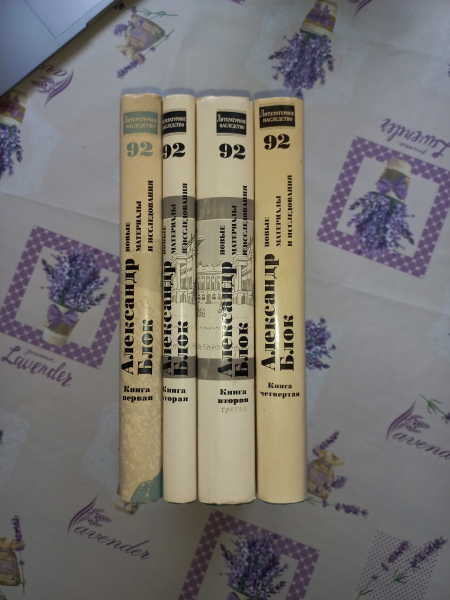 Литературное
наследство
92
новые
материалы
и исследования
Александр
Блок
Книга
первая
Литературное
наследство
92
новые
материалы
и исследования
Александр
Блок
Книга
вторая
Литературное
наследство
92
новые
материалы
и исследования
Александр
Блок
Книга
вторая
третья
Литературное
наследство
92
новые
материалы
и исследования
Александр
Блок
Книга
четвертая
Lavender
Lavender
Lavender
Lavender